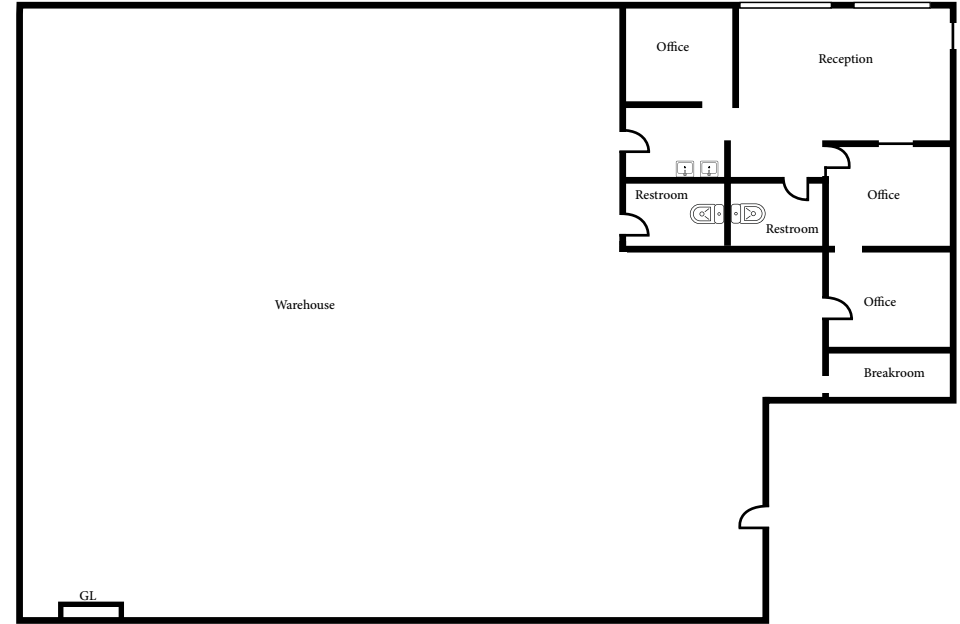 Office
Reception
Restroom
Office
Restroom
Warehouse
Office
Breakroom
GL